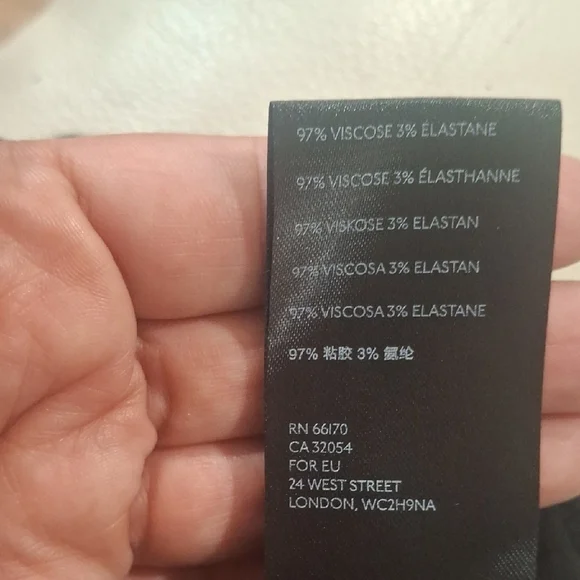 97% VISCOSE 3% ELASTANE
97% VISCOSE 3% ÉLASTHANNE
97% VISKOSE 3% ELASTAN
97% VISCOSA 3% ELASTAN
97% VISCOSA 3% ELASTANE
97% 粘胶 3% 氨纶
RN 66170
CA 32054
FOR EU
24 WEST STREET
LONDON, WC2H9NA